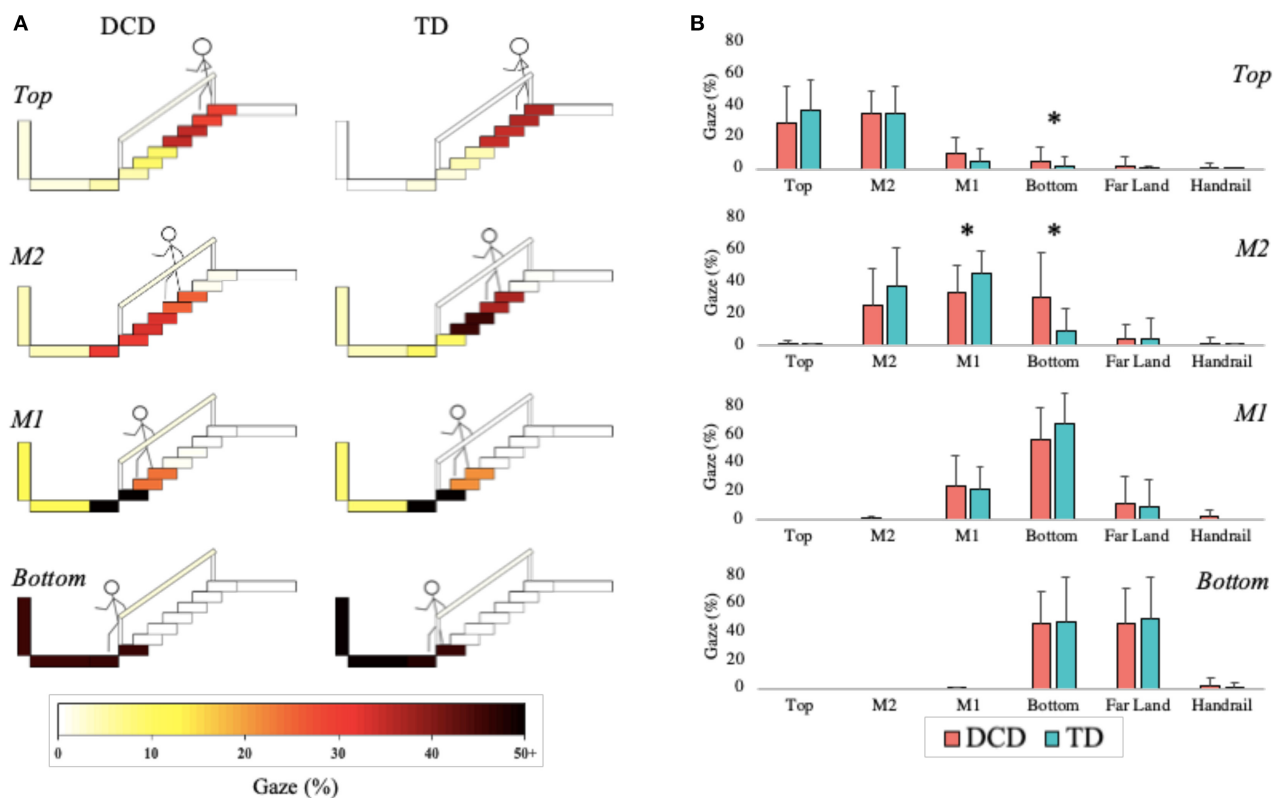 A
DCD
TD
Top
M2
M1
Bottom
0
10
20
30
40
50+
Gaze (%)
B
80
60
40
20
0
Gaze (%)
*
Top
Top
M2
M1
Bottom
Far Land
Handrail
80
60
40
20
0
Gaze (%)
*
*
M2
Top
M2
M1
Bottom
Far Land
Handrail
80
60
40
20
0
Gaze (%)
M1
Top
M2
M1
Bottom
Far Land
Handrail
80
60
40
20
0
Gaze (%)
Bottom
Top
M2
M1
Bottom
Far Land
Handrail
DCD TD